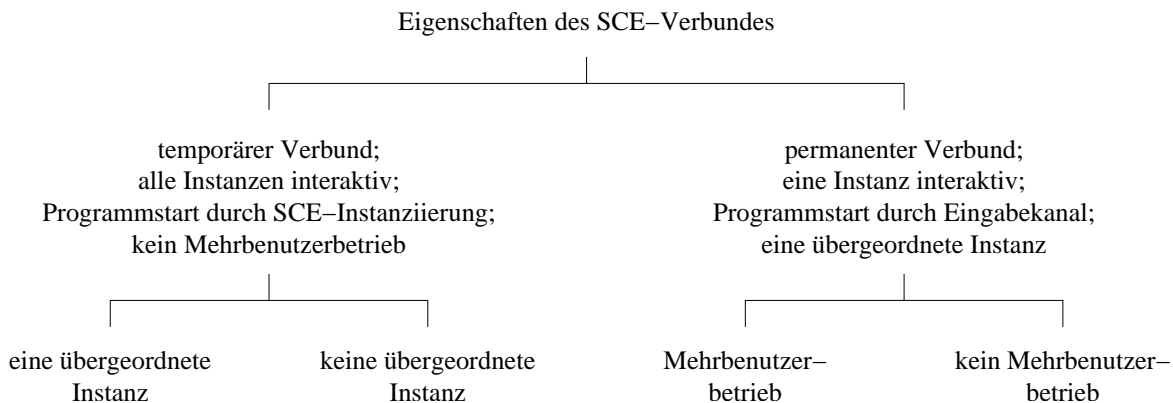 Eigenschaften des SCE−Verbundes
temporärer Verbund;
alle Instanzen interaktiv;
Programmstart durch SCE−Instanziierung;
kein Mehrbenutzerbetrieb
permanenter Verbund;
eine Instanz interaktiv;
Programmstart durch Eingabekanal;
eine übergeordnete Instanz
eine übergeordnete
Instanz
keine übergeordnete
Instanz
Mehrbenutzer−
betrieb
kein Mehrbenutzer−
betrieb